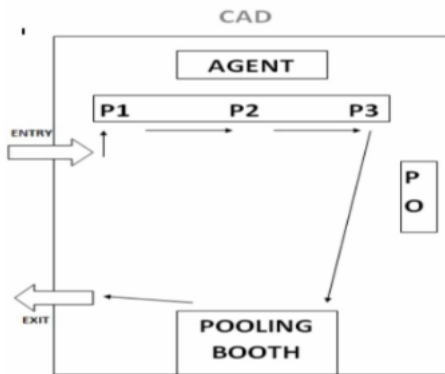 CAD
AGENT
P1 P2 P3
ENTRY
P
O
EXIT
POOLING
BOOTH